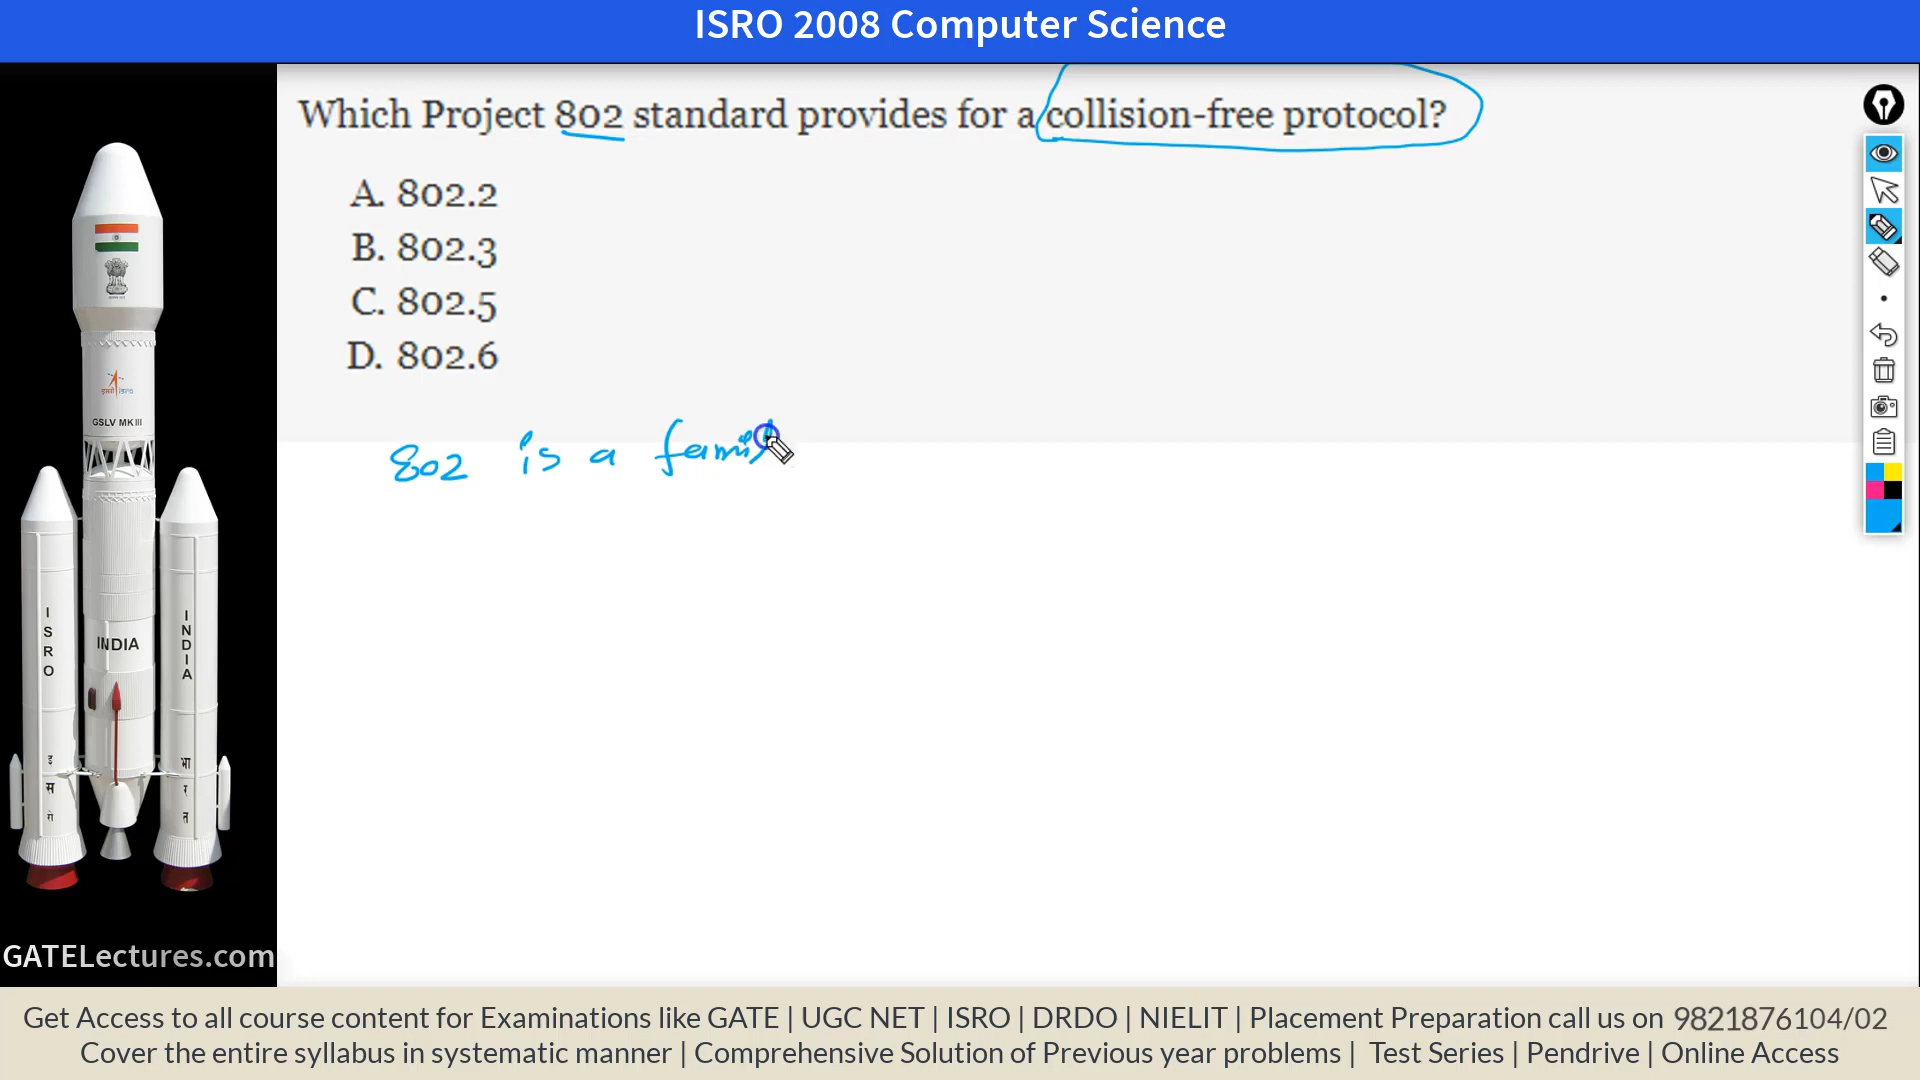 ISRO 2008 Computer Science
Which Project 802 standard provides for a collision-free protocol?
A. 802.2
B. 802.3
C. 802.5
D. 802.6
802 is a famil
GSLV MK III
INDIA
ISRO
INDIA
इस
भारत
GATELectures.com
Get Access to all course content for Examinations like GATE | UGC NET | ISRO | DRDO | NIELIT | Placement Preparation call us on 9821876104/02
Cover the entire syllabus in systematic manner | Comprehensive Solution of Previous year problems | Test Series | Pendrive | Online Access